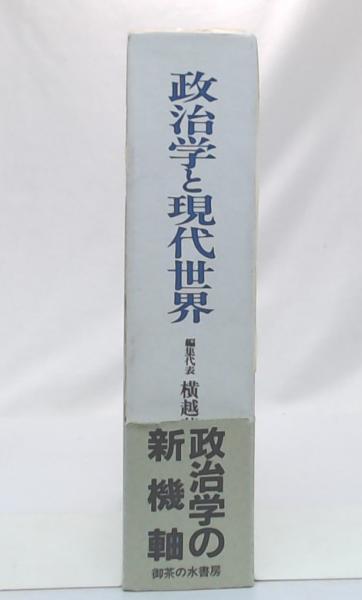 政治学と現代世界
編集代表 横越
政治学の
新機軸
御茶の水書房